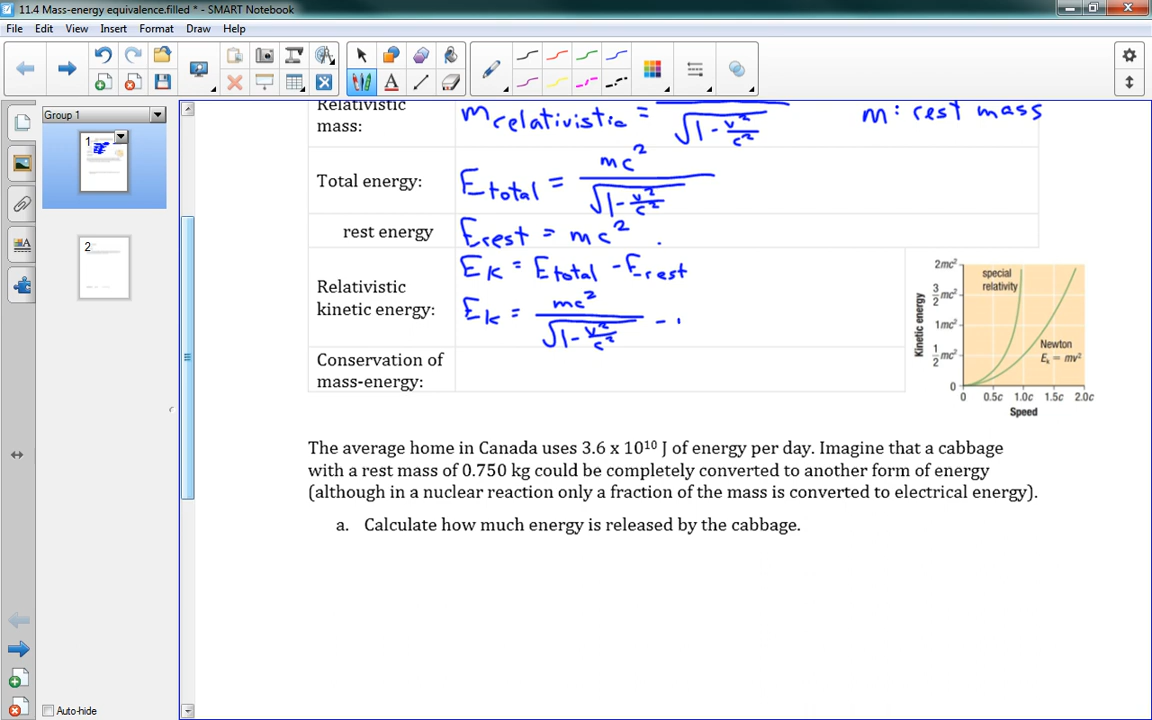 11.4 Mass-energy equivalence.filled * - SMART Notebook
File Edit View Insert Format Draw Help
Group 1
1
2
Auto-hide
Relativistic mass:
m relativistic = √1 - v²/c²
m: rest mass
Total energy:
E total = mc² / √1 - v²/c²
rest energy
E rest = mc²
Relativistic kinetic energy:
E k = E total - E rest
E k = mc² / √1 - v²/c² -
Conservation of mass-energy:
Kinetic energy
2mc²
3/2 mc²
1mc²
1/2 mc²
0
special relativity
Newton
Eₖ = mv²
0 0.5c 1.0c 1.5c 2.0c
Speed
The average home in Canada uses 3.6 x 10¹⁰ J of energy per day. Imagine that a cabbage
with a rest mass of 0.750 kg could be completely converted to another form of energy
(although in a nuclear reaction only a fraction of the mass is converted to electrical energy).
a. Calculate how much energy is released by the cabbage.